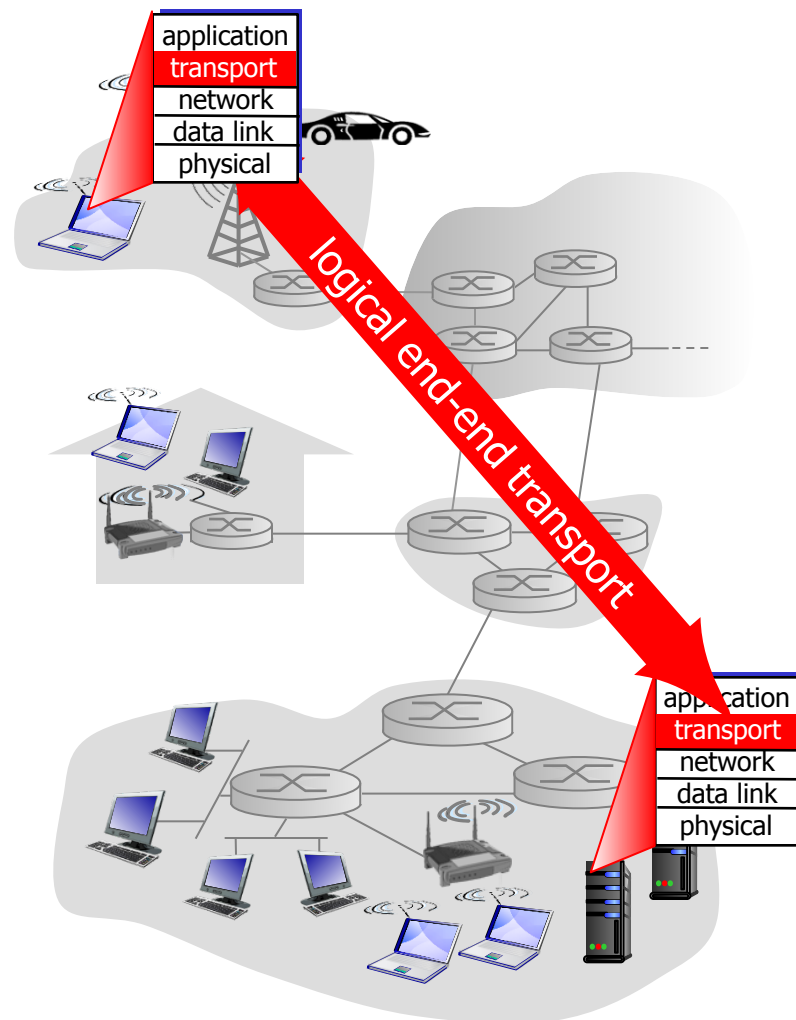 application
transport
network
data link
physical
logical end-end transport
application
transport
network
data link
physical